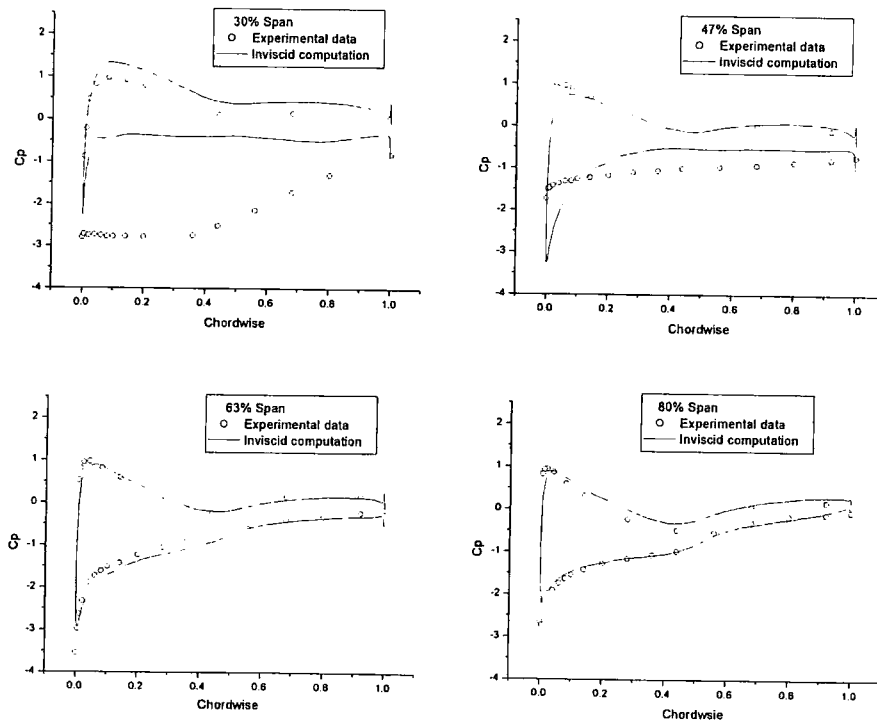 30% Span
Experimental data
Inviscid computation
2
1
0
-1
-2
-3
-4
Cp
0.0 0.2 0.4 0.6 0.8 1.0
Chordwise
47% Span
Experimental data
Inviscid computation
2
1
0
-1
-2
-3
-4
Cp
0.0 0.2 0.4 0.6 0.8 1.0
Chordwise
63% Span
Experimental data
Inviscid computation
2
1
0
-1
-2
-3
-4
Cp
0.0 0.2 0.4 0.6 0.8 1.0
Chordwise
80% Span
Experimental data
Inviscid computation
2
1
0
-1
-2
-3
-4
Cp
0.0 0.2 0.4 0.6 0.8 1.0
Chordwsie